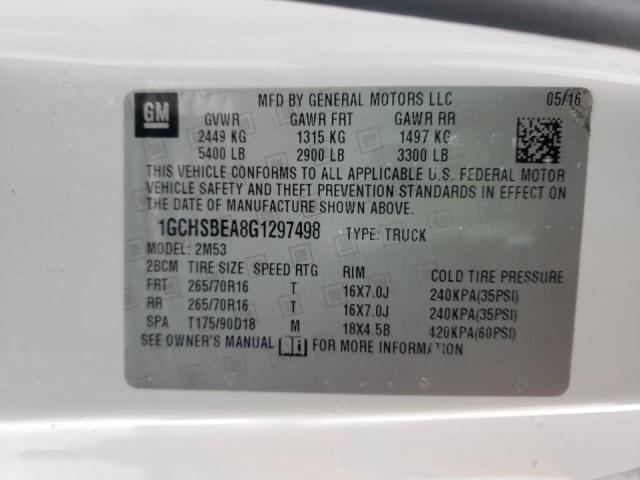 GM
MFD BY GENERAL MOTORS LLC 05/16
GVWR GAWR FRT GAWR RR
2449 KG 1315 KG 1497 KG
5400 LB 2900 LB 3300 LB
THIS VEHICLE CONFORMS TO ALL APPLICABLE U.S. FEDERAL MOTOR
VEHICLE SAFETY AND THEFT PREVENTION STANDARDS IN EFFECT ON
THE DATE OF MANUFACTURE SHOWN ABOVE.
1GCHSBEA8G1297498 TYPE: TRUCK
MODEL: 2M53
2BCM TIRE SIZE SPEED RTG RIM COLD TIRE PRESSURE
FRT 265/70R16 T 16X7.0J 240KPA(35PSI)
RR 265/70R16 T 16X7.0J 240KPA(35PSI)
SPA T175/90D18 M 18X4.5B 420KPA(60PSI)
SEE OWNER'S MANUAL FOR MORE INFORMATION